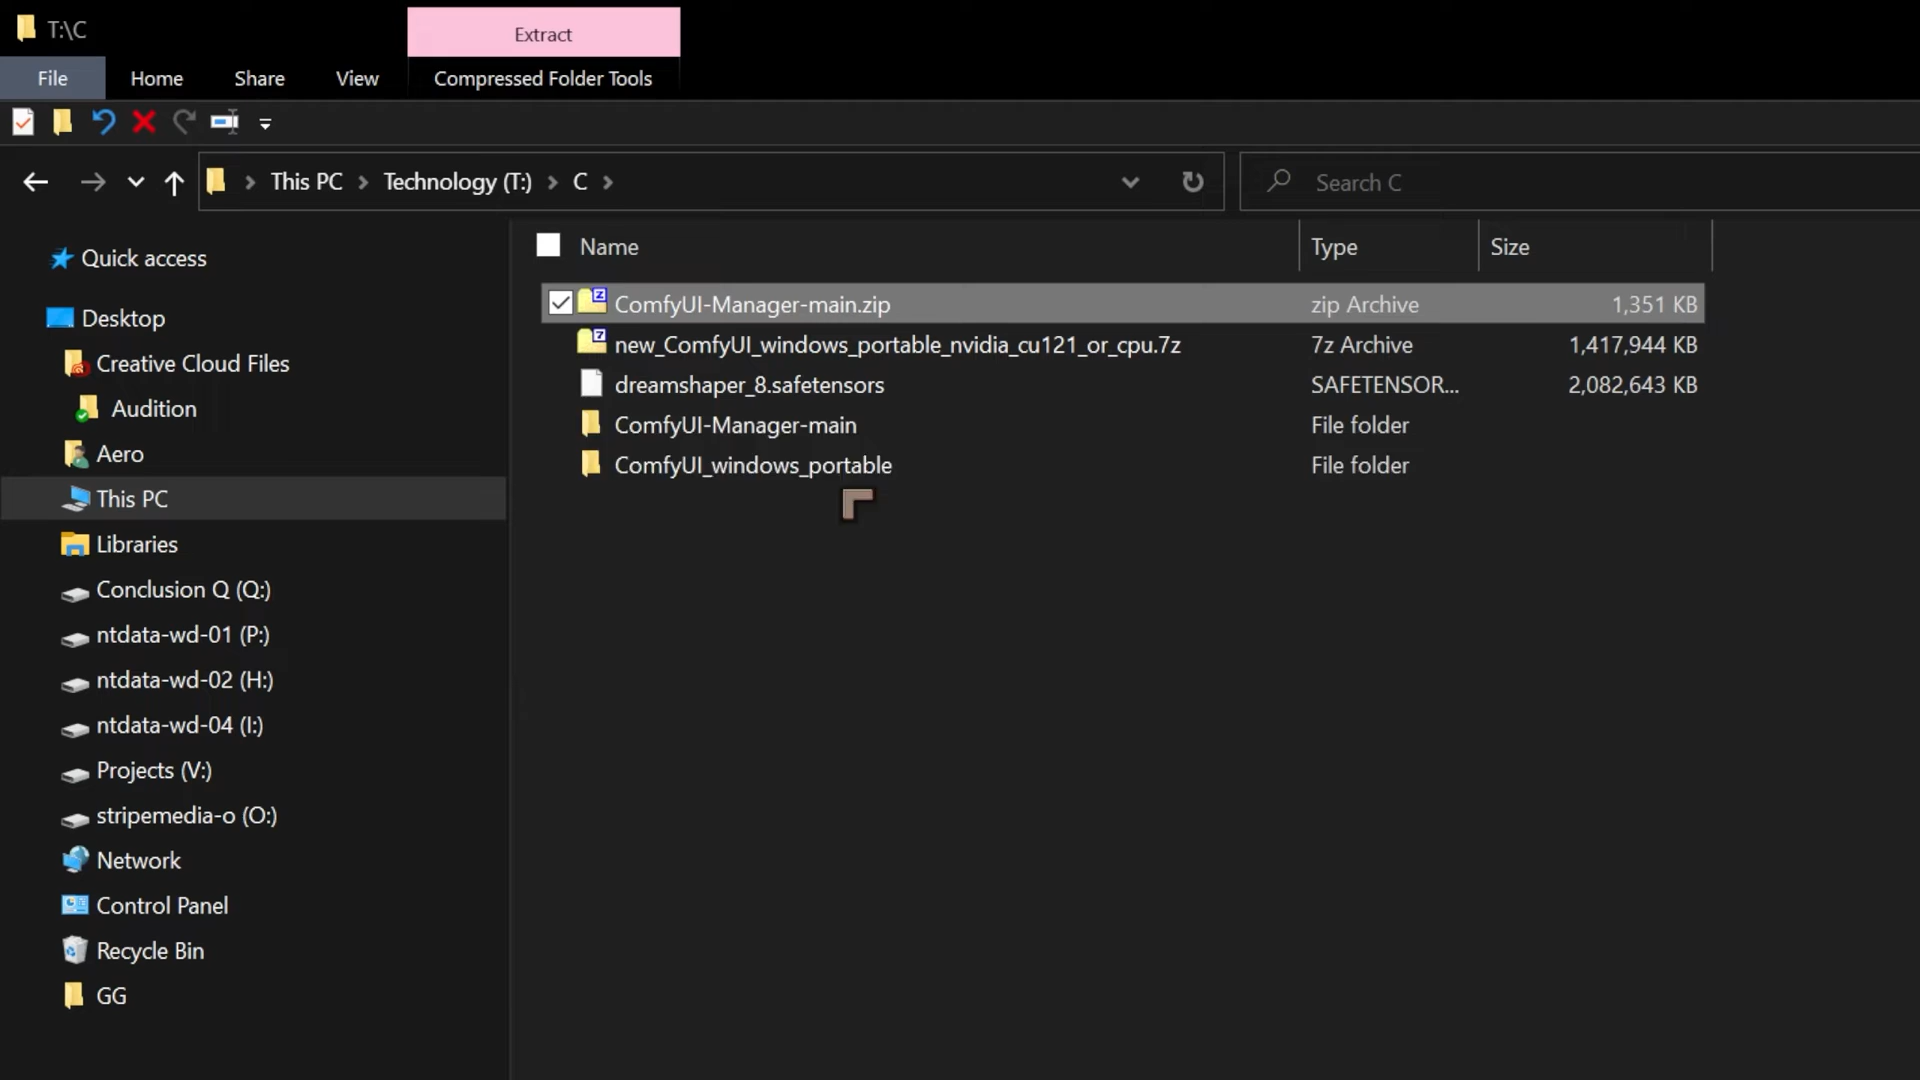 T:\C
Extract
File
Home
Share
View
Compressed Folder Tools
This PC
Technology (T:)
C
Search C
Quick access
Desktop
Creative Cloud Files
Audition
Aero
This PC
Libraries
Conclusion Q (Q:)
ntdata-wd-01 (P:)
ntdata-wd-02 (H:)
ntdata-wd-04 (I:)
Projects (V:)
stripemedia-o (O:)
Network
Control Panel
Recycle Bin
GG
Name Type Size
ComfyUI-Manager-main.zip zip Archive 1,351 KB
new_ComfyUI_windows_portable_nvidia_cu121_or_cpu.7z 7z Archive 1,417,944 KB
dreamshaper_8.safetensors SAFETENSOR... 2,082,643 KB
ComfyUI-Manager-main File folder
ComfyUI_windows_portable File folder